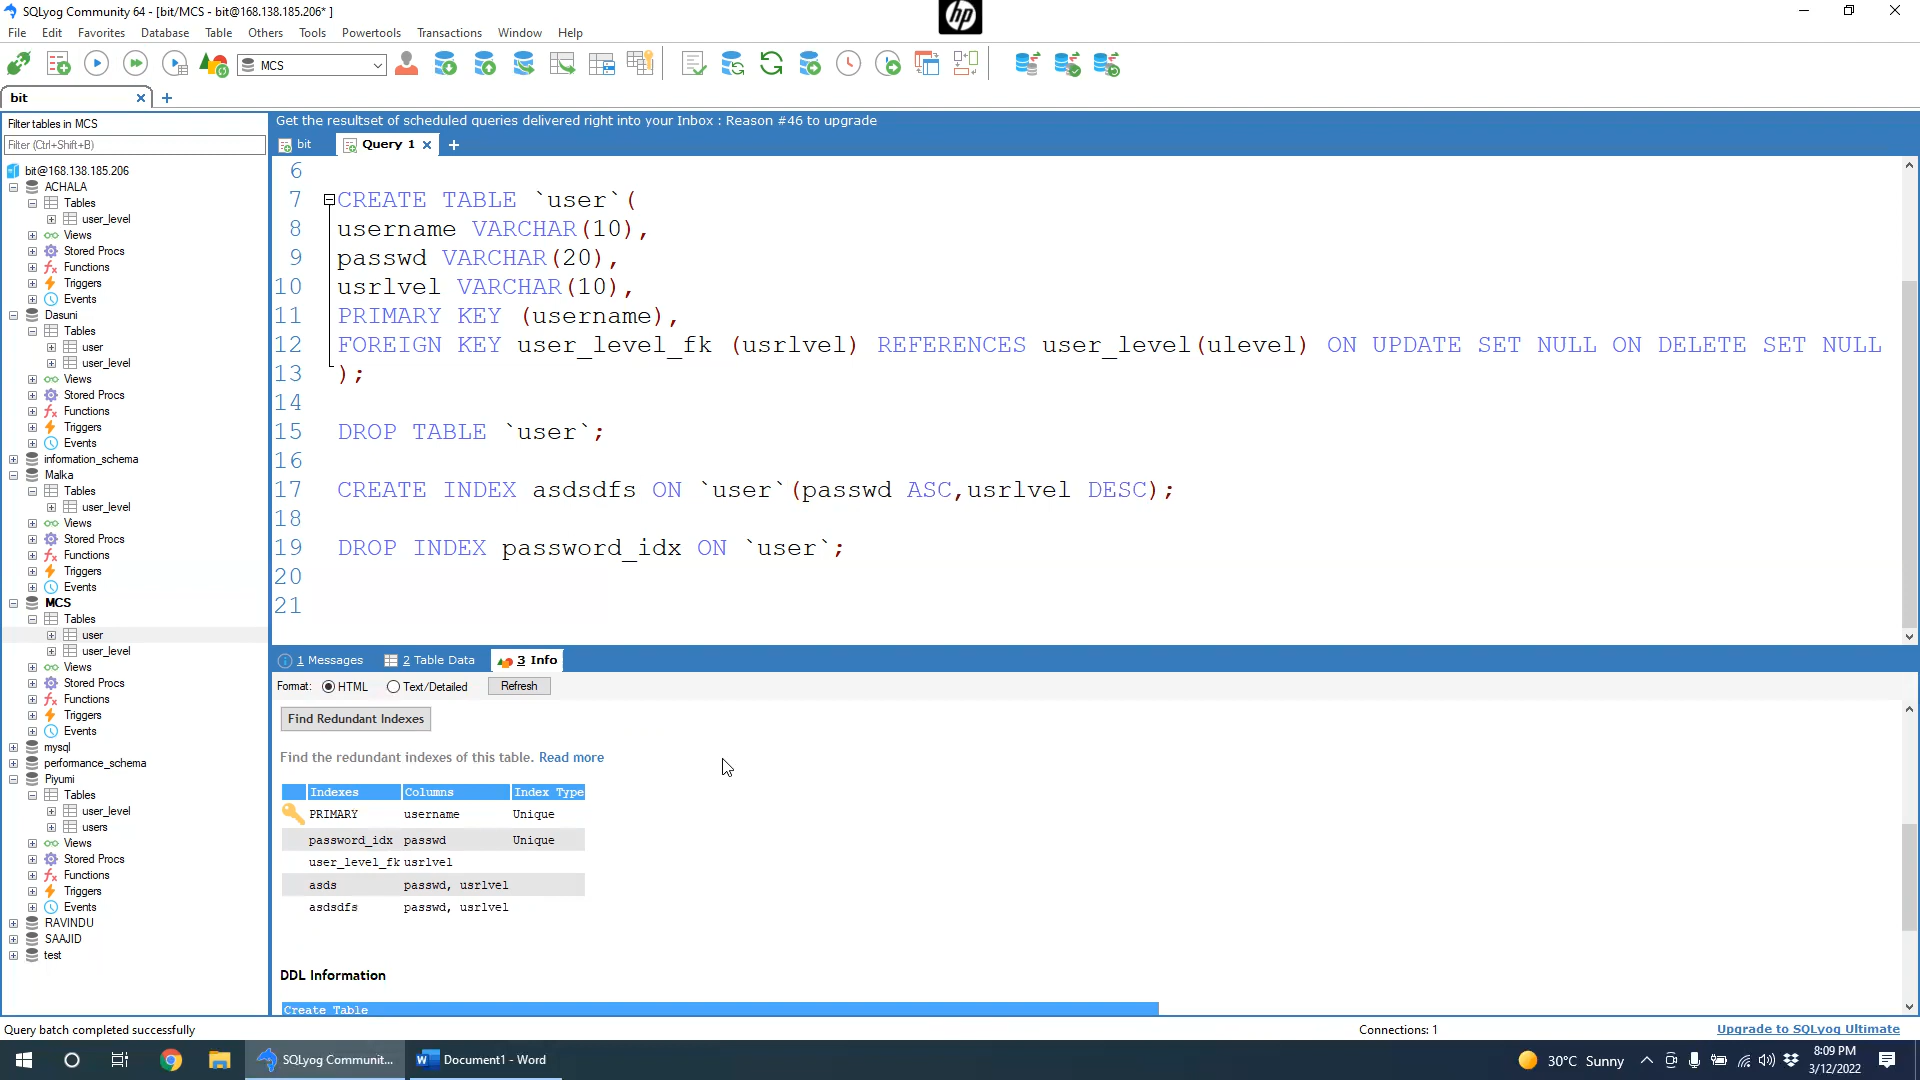 SQLyog Community 64 - [bit/MCS - bit@168.138.185.206* ]
hp
File Edit Favorites Database Table Others Tools Powertools Transactions Window Help
MCS
bit
Filter tables in MCS
Filter (Ctrl+Shift+B)
bit@168.138.185.206
ACHALA
Tables
user_level
Views
Stored Procs
Functions
Triggers
Events
Dasuni
Tables
user
user_level
Views
Stored Procs
Functions
Triggers
Events
information_schema
Malka
Tables
user_level
Views
Stored Procs
Functions
Triggers
Events
MCS
Tables
user
user_level
Views
Stored Procs
Functions
Triggers
Events
mysql
performance_schema
Piyumi
Tables
user_level
users
Views
Stored Procs
Functions
Triggers
Events
RAVINDU
SAAJID
test
Get the resultset of scheduled queries delivered right into your Inbox : Reason #46 to upgrade
bit Query 1
6
7 CREATE TABLE `user`(
8 username VARCHAR(10),
9 passwd VARCHAR(20),
10 usrlvel VARCHAR(10),
11 PRIMARY KEY (username),
12 FOREIGN KEY user_level_fk (usrlvel) REFERENCES user_level(ulevel) ON UPDATE SET NULL ON DELETE SET NULL
13 );
14
15 DROP TABLE `user`;
16
17 CREATE INDEX asdsdfs ON `user`(passwd ASC,usrlvel DESC);
18
19 DROP INDEX password_idx ON `user`;
20
21
1 Messages 2 Table Data 3 Info
Format: HTML Text/Detailed Refresh
Find Redundant Indexes
Find the redundant indexes of this table. Read more
Indexes Columns Index Type
PRIMARY username Unique
password_idx passwd Unique
user_level_fk usrlvel
asds passwd, usrlvel
asdsdfs passwd, usrlvel
DDL Information
Create Table
Query batch completed successfully Connections: 1 Upgrade to SQLyog Ultimate
SQLyog Communit... Document1 - Word 30°C Sunny 8:09 PM
3/12/2022